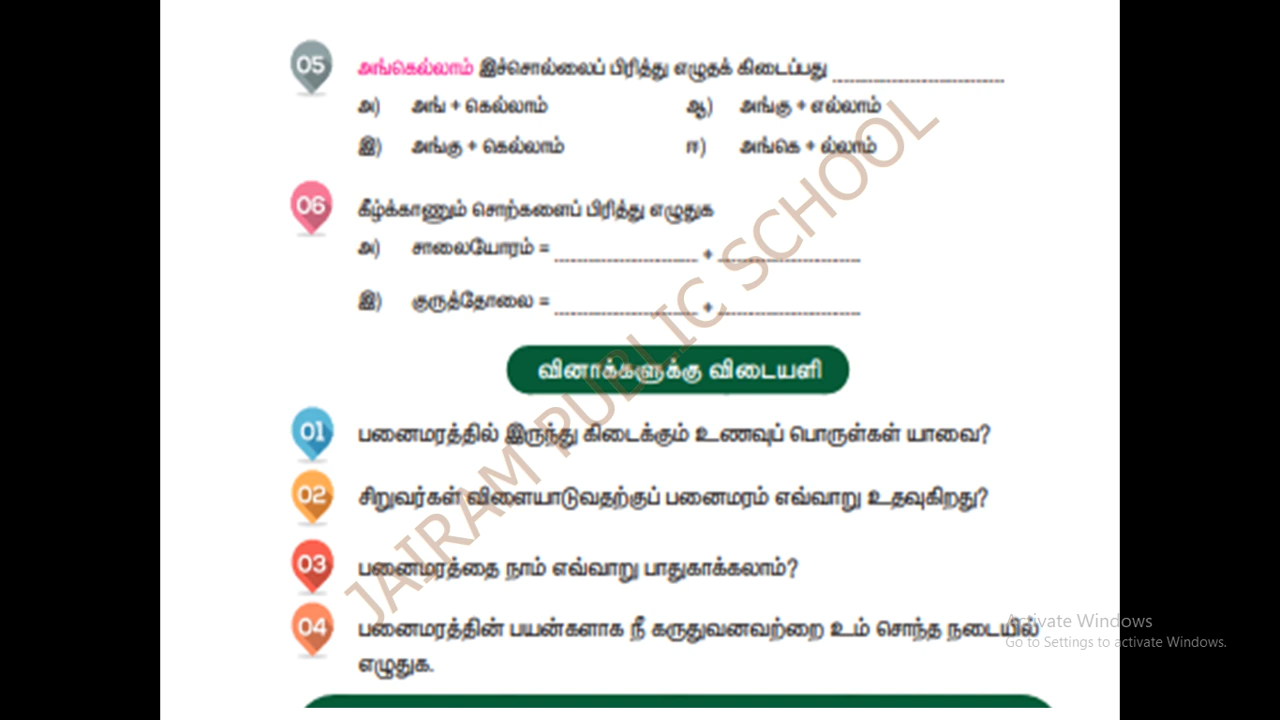 05 அங்கெல்லாம் இச்சொல்லைப் பிரித்து எழுதக் கிடைப்பது
அ) அங் + கெல்லாம் ஆ) அங்கு + எல்லாம்
இ) அங்கு + கெல்லாம் ஈ) அங்கெ + ல்லாம்
06 கீழ்க்காணும் சொற்களைப் பிரித்து எழுதுக
அ) சாலையோரம் = +
இ) குருத்தோலை = +
வினாக்களுக்கு விடையளி
01 பனைமரத்தில் இருந்து கிடைக்கும் உணவுப் பொருள்கள் யாவை?
02 சிறுவர்கள் விளையாடுவதற்குப் பனைமரம் எவ்வாறு உதவுகிறது?
03 பனைமரத்தை நாம் எவ்வாறு பாதுகாக்கலாம்?
04 பனைமரத்தின் பயன்களாக நீ கருதுவனவற்றை உம் சொந்த நடையில்
எழுதுக.
JAIRAM PUBLIC SCHOOL
Activate Windows
Go to Settings to activate Windows.